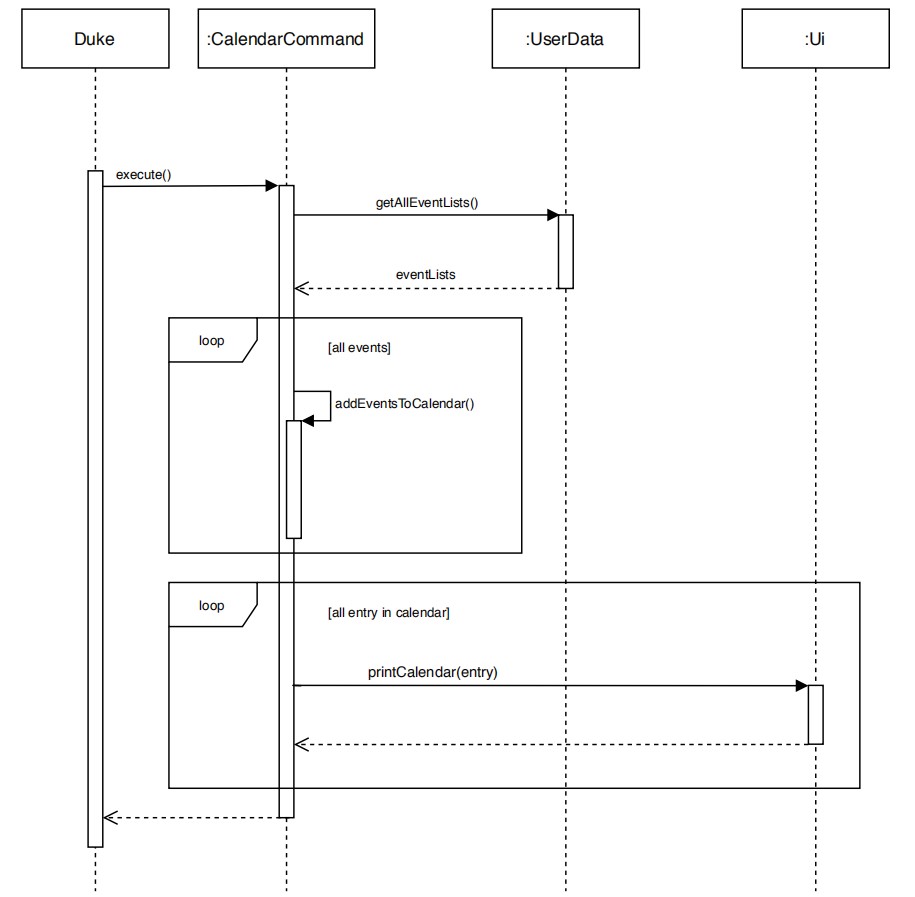 Duke
:CalendarCommand
:UserData
:Ui
execute()
getAllEventLists()
eventLists
loop
[all events]
addEventsToCalendar()
loop
[all entry in calendar]
printCalendar(entry)